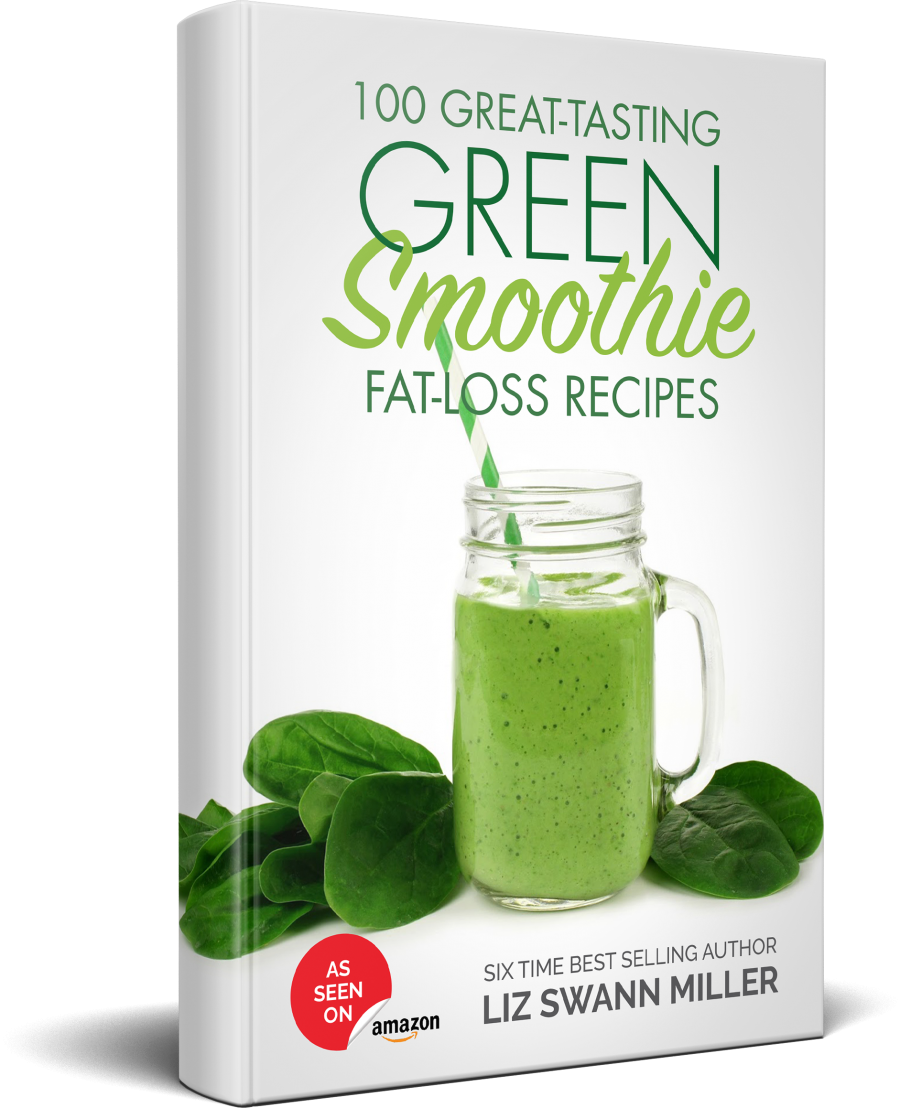 100 GREAT-TASTING
GREEN
Smoothie
FAT-LOSS RECIPES
AS
SEEN
ON
amazon
SIX TIME BEST SELLING AUTHOR
LIZ SWANN MILLER